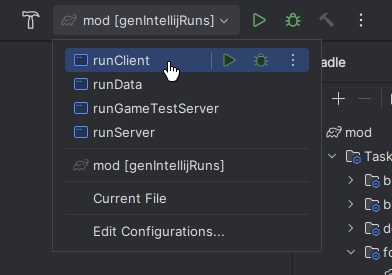 mod [genIntellijRuns]
runClient
adle
runData
runGameTestServer
runServer
mod
mod [genIntellijRuns]
Task
b
Current File
b
d
Edit Configurations...
fo